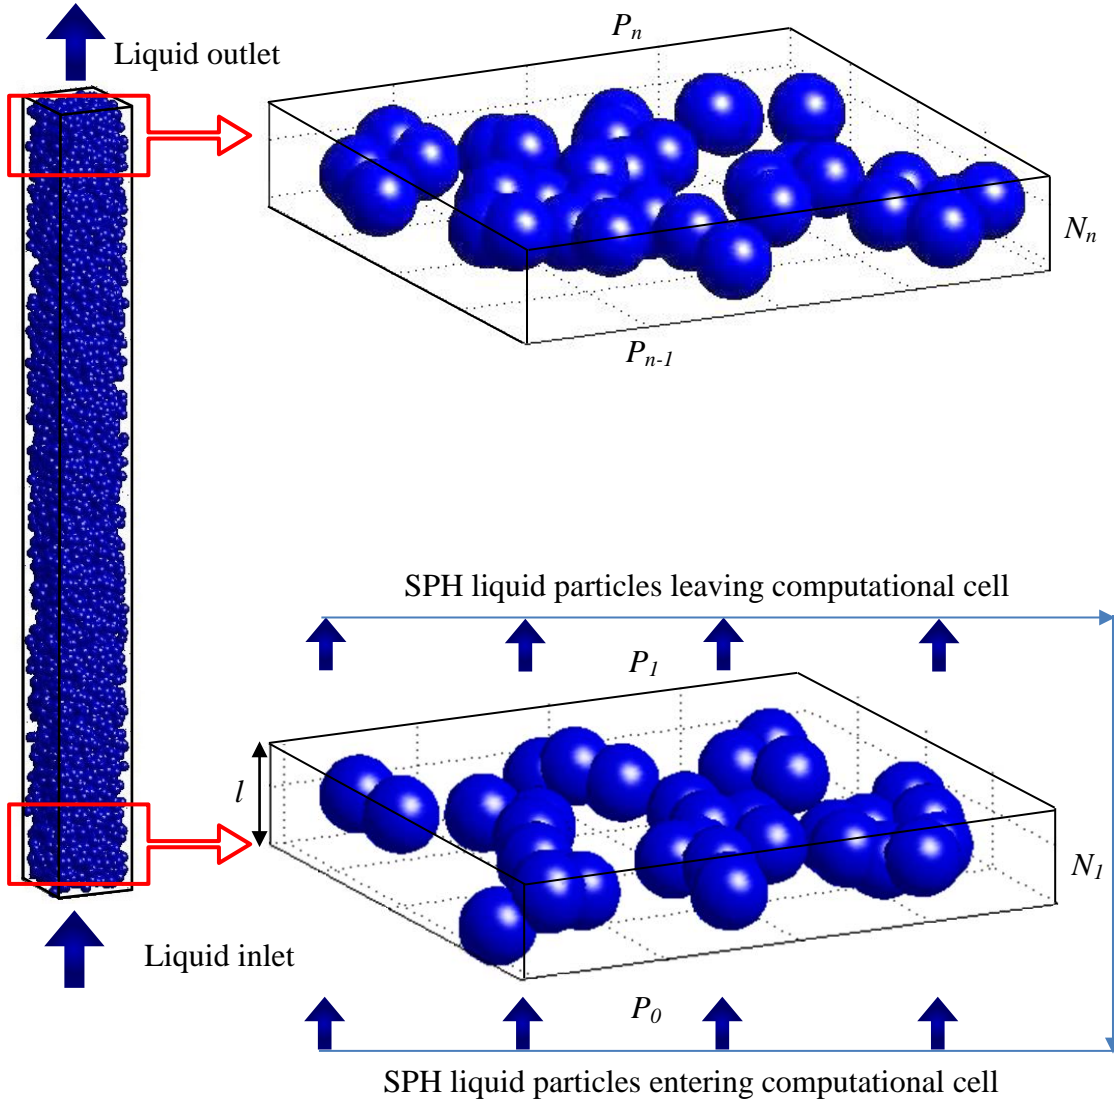 Liquid outlet
P_n
N_n
P_{n-1}
SPH liquid particles leaving computational cell
P_1
l
N_1
Liquid inlet
P_0
SPH liquid particles entering computational cell